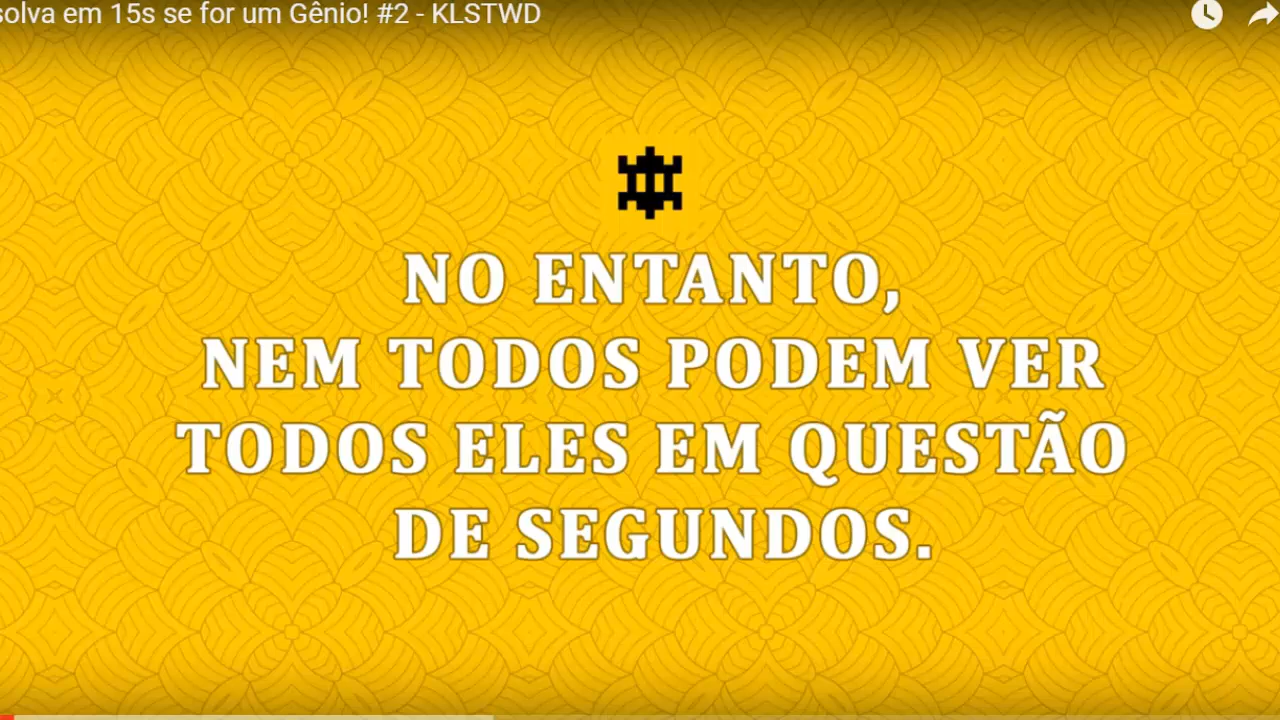 solva em 15s se for um Gênio! #2 - KLSTWD
NO ENTANTO,
NEM TODOS PODEM VER
TODOS ELES EM QUESTÃO
DE SEGUNDOS.